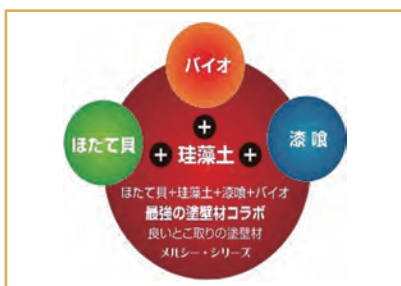 バイオ
ほたて貝
漆喰
+
+ 珪藻土 +
ほたて貝+珪藻土+漆喰+バイオ
最強の塗壁材コラボ
良いとこ取りの塗壁材
メルシー・シリーズ